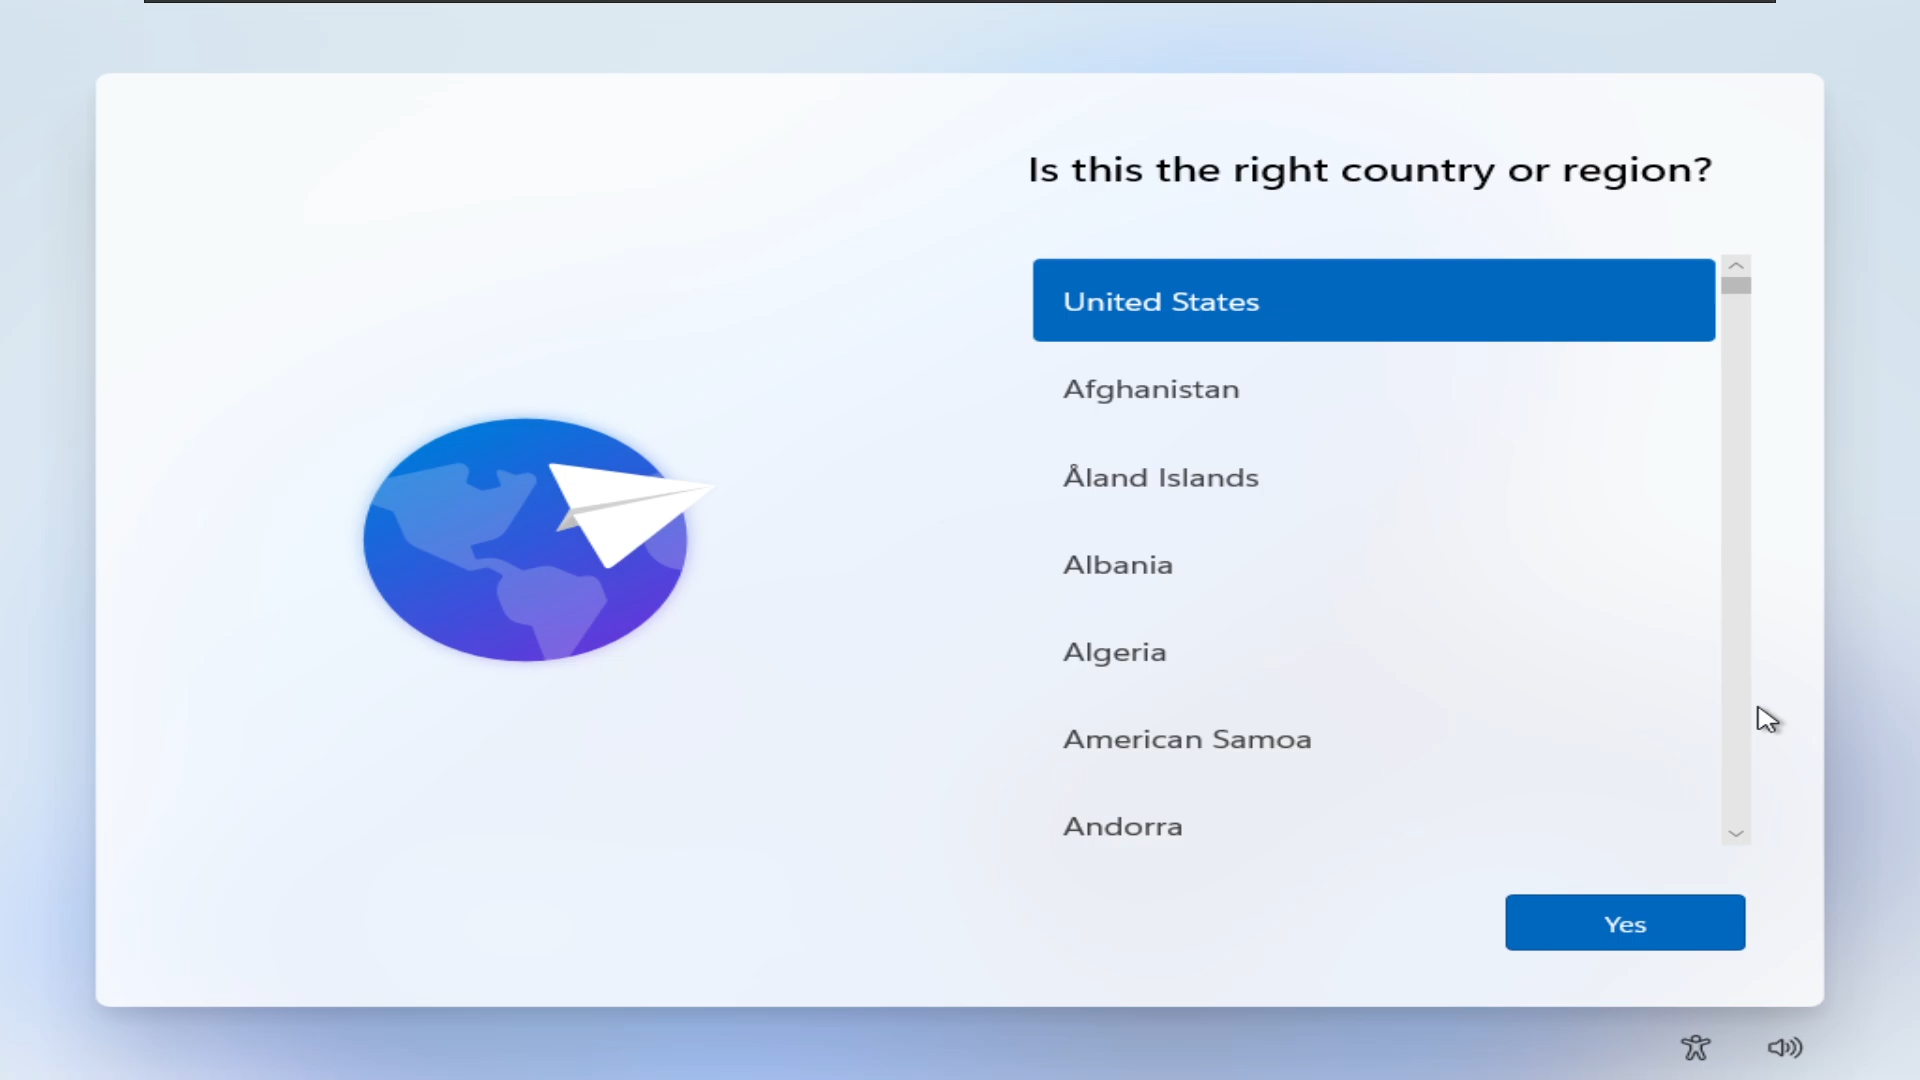 Is this the right country or region?
United States
Afghanistan
Åland Islands
Albania
Algeria
American Samoa
Andorra
Yes